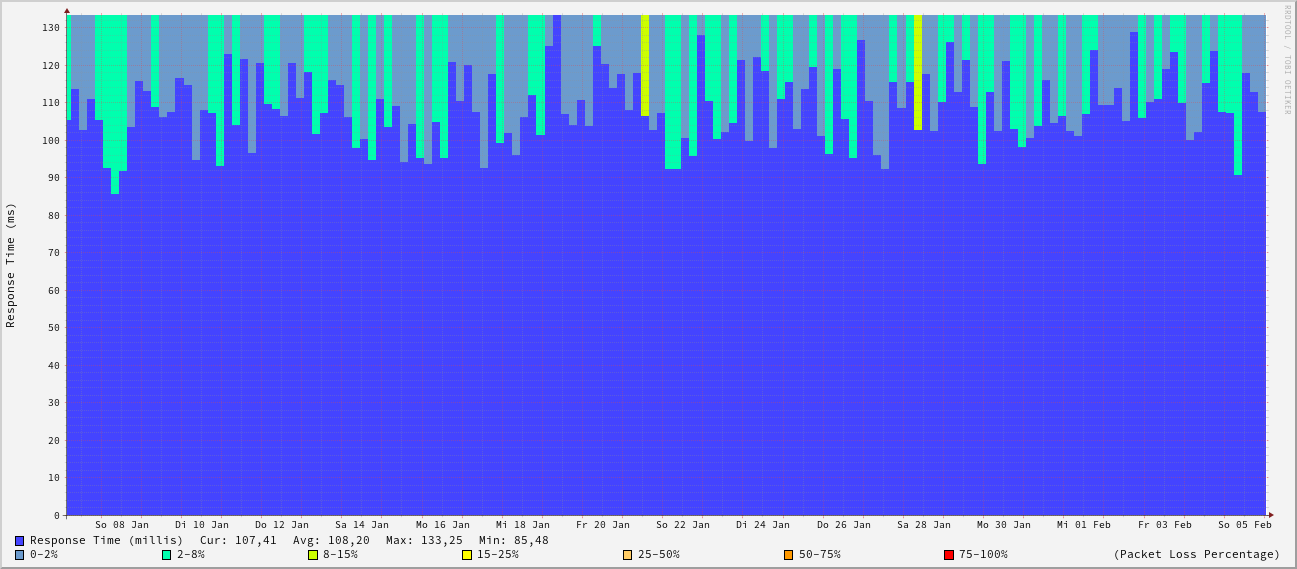 RRDTOOL / TOBI OETIKER
Response Time (ms)
130
120
110
100
90
80
70
60
50
40
30
20
10
0
So 08 Jan Di 10 Jan Do 12 Jan Sa 14 Jan Mo 16 Jan Mi 18 Jan Fr 20 Jan So 22 Jan Di 24 Jan Do 26 Jan Sa 28 Jan Mo 30 Jan Mi 01 Feb Fr 03 Feb So 05 Feb
Response Time (millis) Cur: 107,41 Avg: 108,20 Max: 133,25 Min: 85,48
0-2% 2-8% 8-15% 15-25% 25-50% 50-75% 75-100% (Packet Loss Percentage)